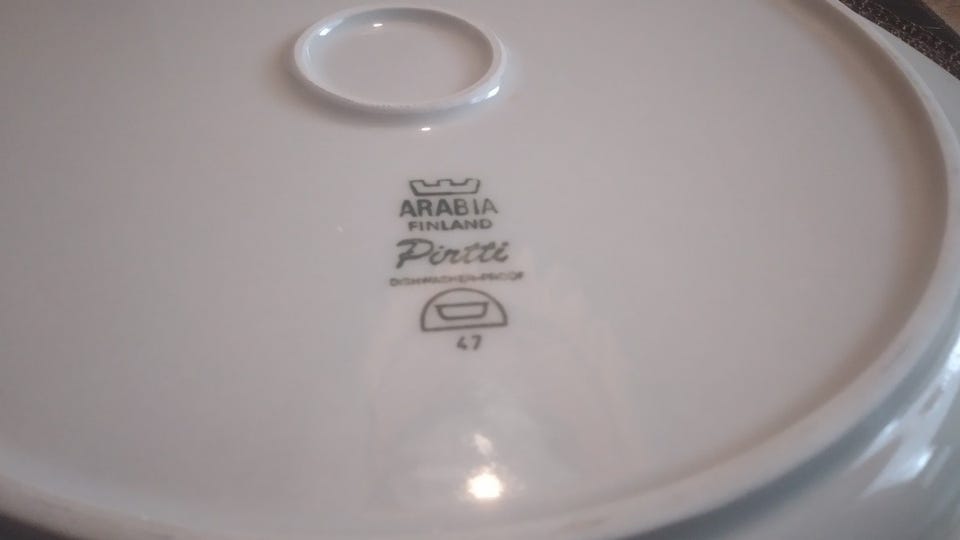 ARABIA
FINLAND
Pirtti
DISHWASHER-PROOF
47